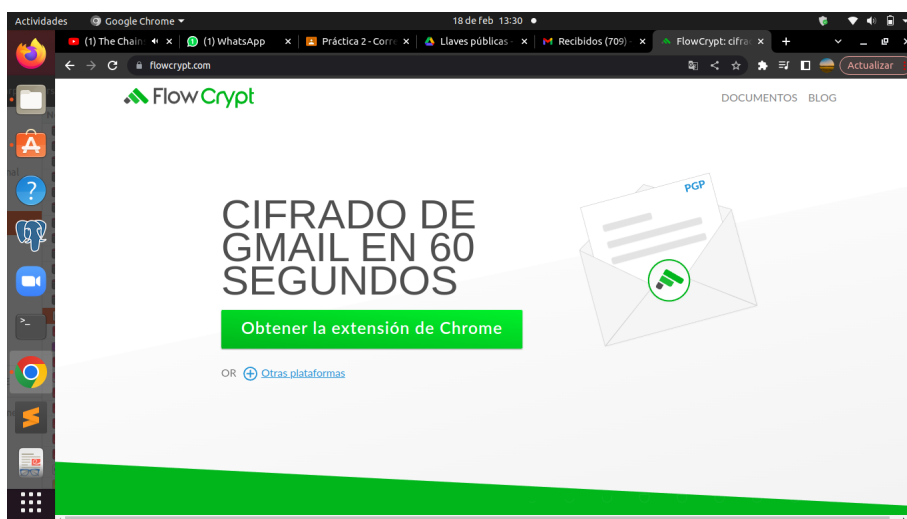 Actividades
Google Chrome
18 de feb 13:30
(1) The Chain
(1) WhatsApp
Práctica 2 - Corre
Llaves públicas -
Recibidos (709) -
FlowCrypt: cifra
flowcrypt.com
Actualizar
FlowCrypt
DOCUMENTOS BLOG
PGP
CIFRADO DE
GMAIL EN 60
SEGUNDOS
Obtener la extensión de Chrome
OR Otras plataformas